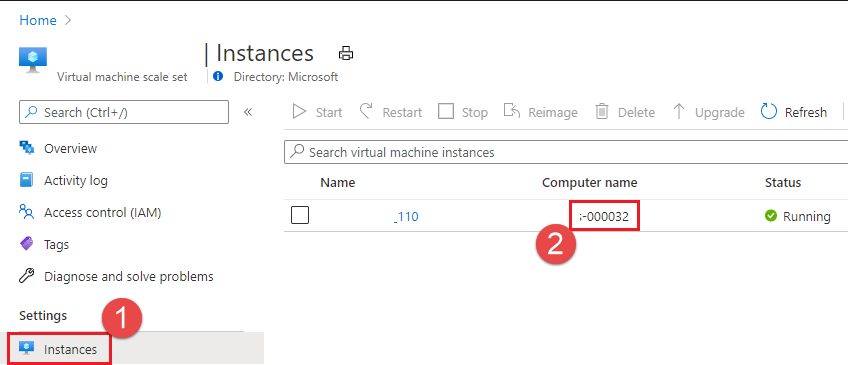 Home >
| Instances
Virtual machine scale set
Directory: Microsoft
Search (Ctrl+/) «
Start Restart Stop Reimage Delete Upgrade Refresh
Overview
Search virtual machine instances
Activity log
Name Computer name Status
Access control (IAM)
_110 -000032 Running
Tags
2
Diagnose and solve problems
Settings
1
Instances